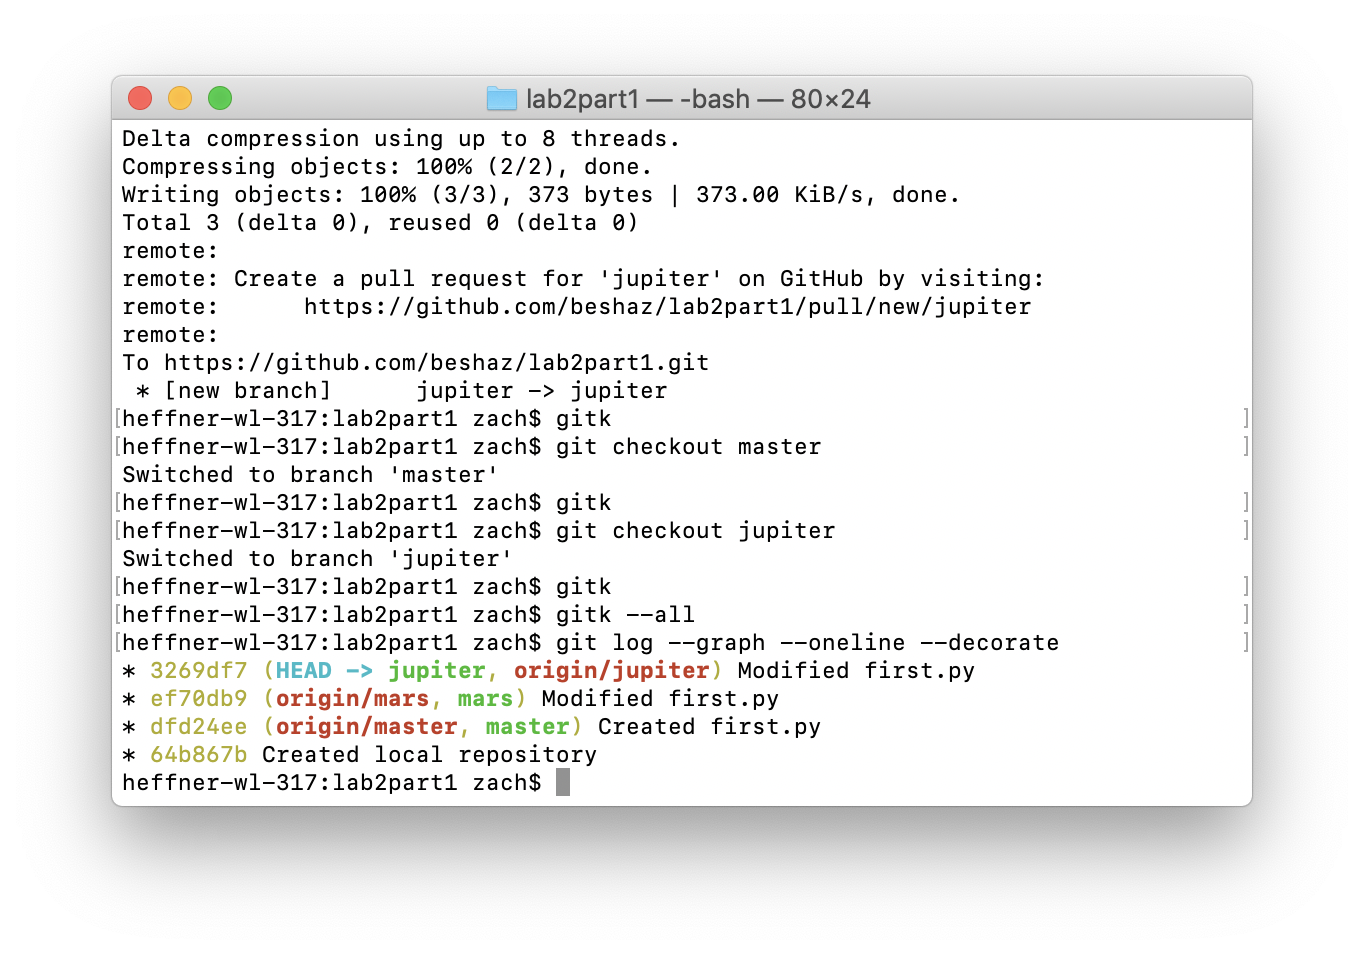 lab2part1 — -bash — 80×24
Delta compression using up to 8 threads.
Compressing objects: 100% (2/2), done.
Writing objects: 100% (3/3), 373 bytes | 373.00 KiB/s, done.
Total 3 (delta 0), reused 0 (delta 0)
remote:
remote: Create a pull request for 'jupiter' on GitHub by visiting:
remote:      https://github.com/beshaz/lab2part1/pull/new/jupiter
remote:
To https://github.com/beshaz/lab2part1.git
 * [new branch]      jupiter -> jupiter
[heffner-wl-317:lab2part1 zach$ gitk ]
[heffner-wl-317:lab2part1 zach$ git checkout master ]
Switched to branch 'master'
[heffner-wl-317:lab2part1 zach$ gitk ]
[heffner-wl-317:lab2part1 zach$ git checkout jupiter ]
Switched to branch 'jupiter'
[heffner-wl-317:lab2part1 zach$ gitk ]
[heffner-wl-317:lab2part1 zach$ gitk --all ]
[heffner-wl-317:lab2part1 zach$ git log --graph --oneline --decorate ]
* 3269df7 (HEAD -> jupiter, origin/jupiter) Modified first.py
* ef70db9 (origin/mars, mars) Modified first.py
* dfd24ee (origin/master, master) Created first.py
* 64b867b Created local repository
heffner-wl-317:lab2part1 zach$